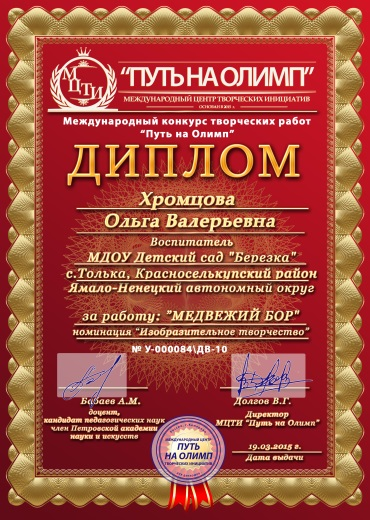 МЦТИ
"ПУТЬ НА ОЛИМП"
МЕЖДУНАРОДНЫЙ ЦЕНТР ТВОРЧЕСКИХ ИНИЦИАТИВ
ОСНОВАН В 2011 г.
Международный конкурс творческих работ
"Путь на Олимп"
ДИПЛОМ
Хромцова
Ольга Валерьевна
Воспитатель
МДОУ Детский сад "Березка"
с.Толька, Красноселькупский район
Ямало-Ненецкий автономный округ
за работу: "МЕДВЕЖИЙ БОР"
номинация "Изобразительное творчество"
№ У-000084\ДВ-10
Бабаев А.М.
доцент,
кандидат педагогических наук
член Петровской академии
науки и искусств
Долгов В.Г.
Директор
МЦТИ "Путь на Олимп"
19.03.2015 г.
Дата выдачи
МЕЖДУНАРОДНЫЙ ЦЕНТР
ПУТЬ
НА ОЛИМП
ТВОРЧЕСКИХ ИНИЦИАТИВ